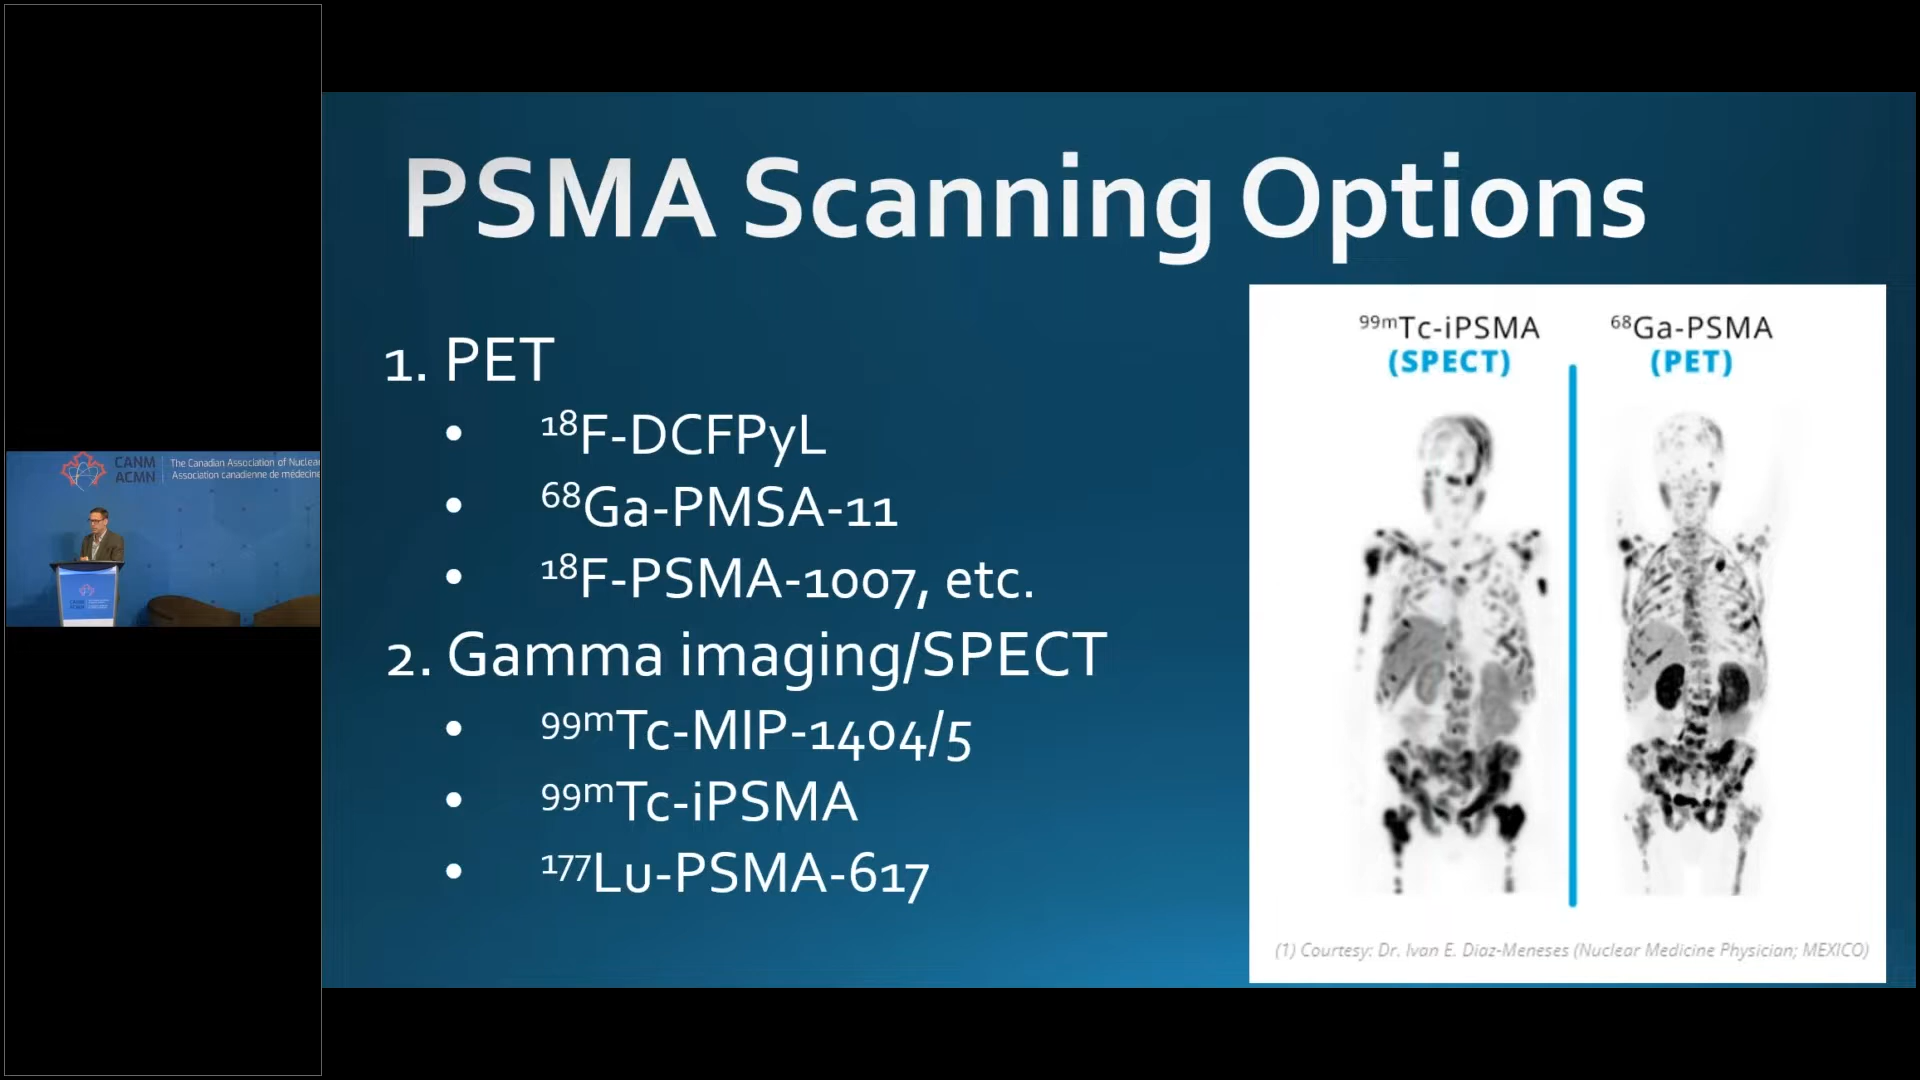 CANM
ACMN
The Canadian Association of Nuclear
Association canadienne de médecine
PSMA Scanning Options
1. PET
• ¹⁸F-DCFPyL
• ⁶⁸Ga-PMSA-11
• ¹⁸F-PSMA-1007, etc.
2. Gamma imaging/SPECT
• ⁹⁹ᵐTc-MIP-1404/5
• ⁹⁹ᵐTc-iPSMA
• ¹⁷⁷Lu-PSMA-617
⁹⁹ᵐTc-iPSMA
(SPECT)
⁶⁸Ga-PSMA
(PET)
(1) Courtesy: Dr. Ivan E. Diaz-Meneses (Nuclear Medicine Physician; MEXICO)